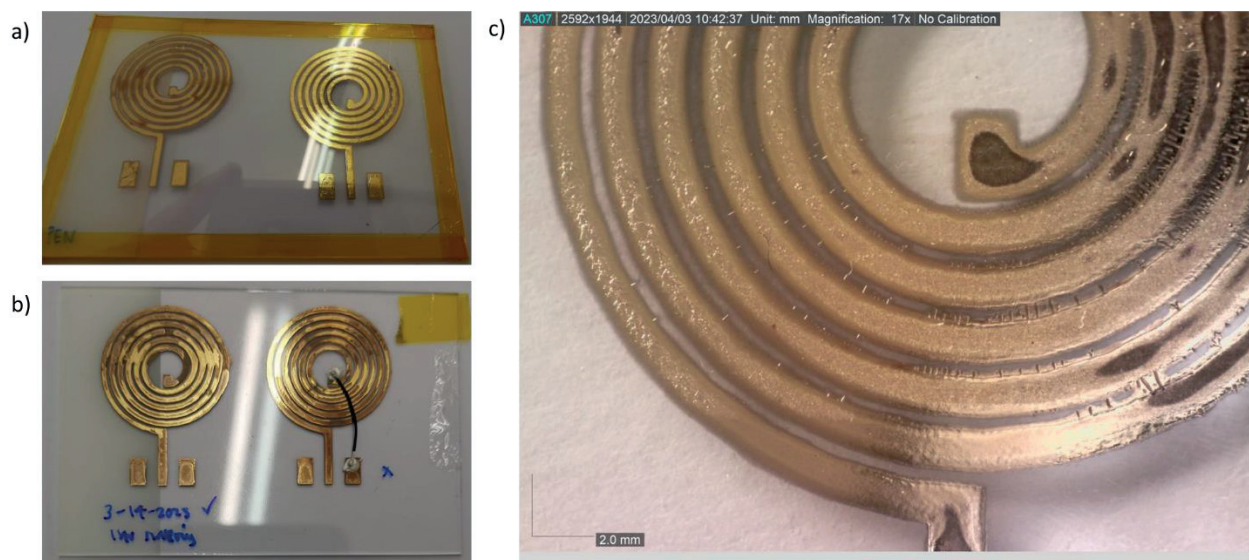 a)
PEN
b)
3-14-2023 ✓
x
c)
A307 2592x1944 2023/04/03 10:42:37 Unit: mm Magnification: 17x No Calibration
2.0 mm